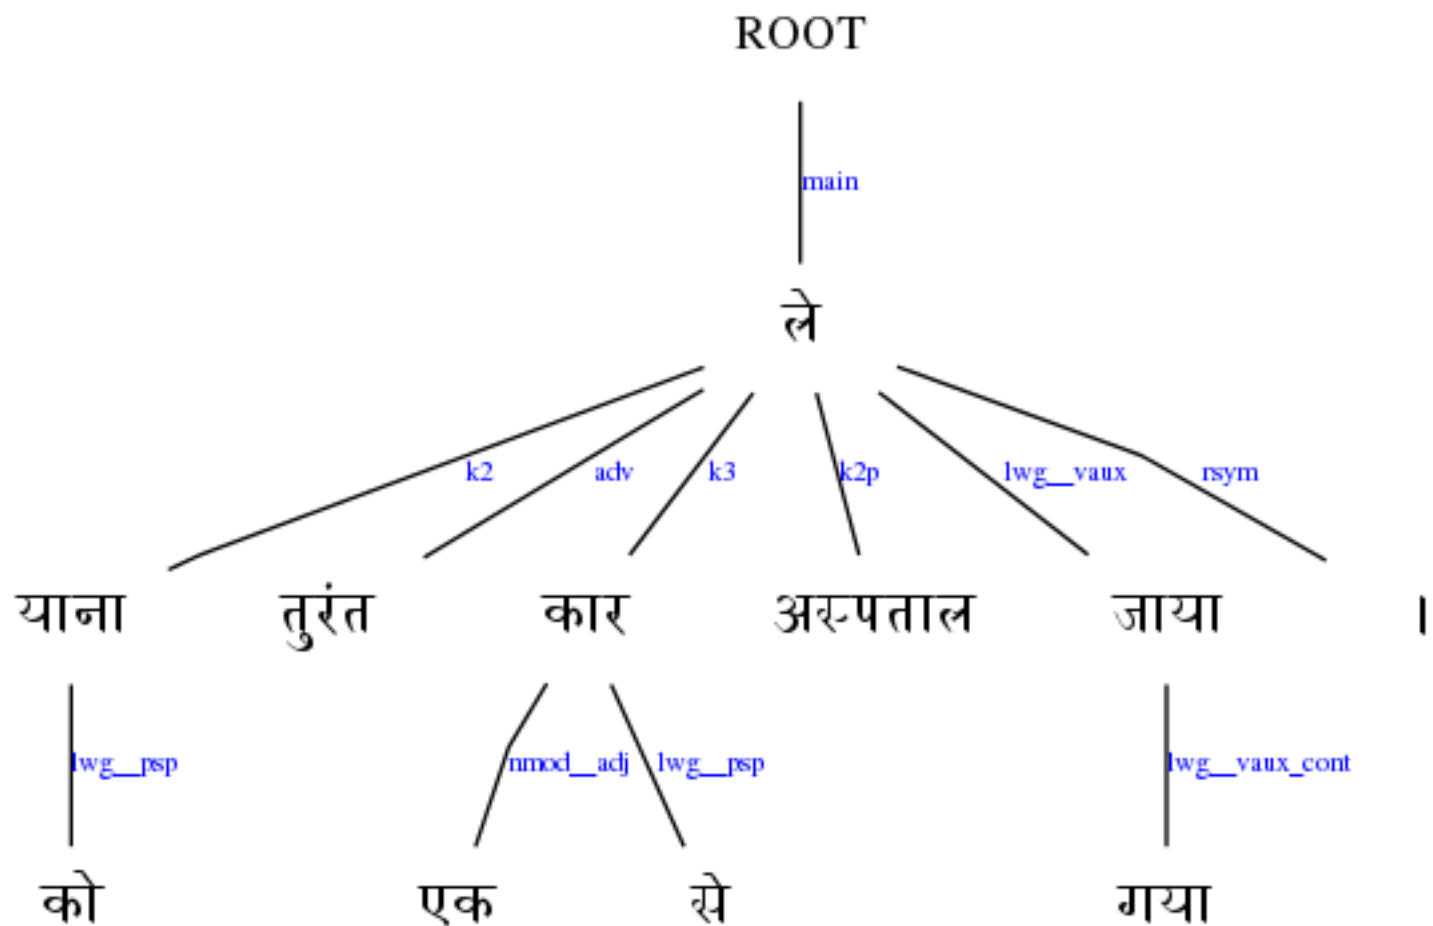 ROOT
main
ले
k2 adv k3 k2p lwg__vaux rsym
याना तुरंत कार अस्पताल जाया ।
lwg__psp nmod__adj lwg__psp lwg__vaux_cont
को एक से गया